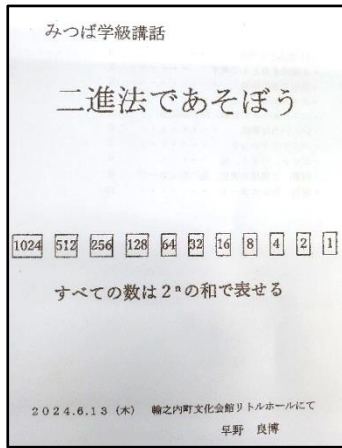 みつば学級講話
二進法であそぼう
1024 512 256 128 64 32 16 8 4 2 1
すべての数は2ⁿの和で表せる
2024.6.13（木） 輪之内町文化会館リトルホールにて
早野 良博